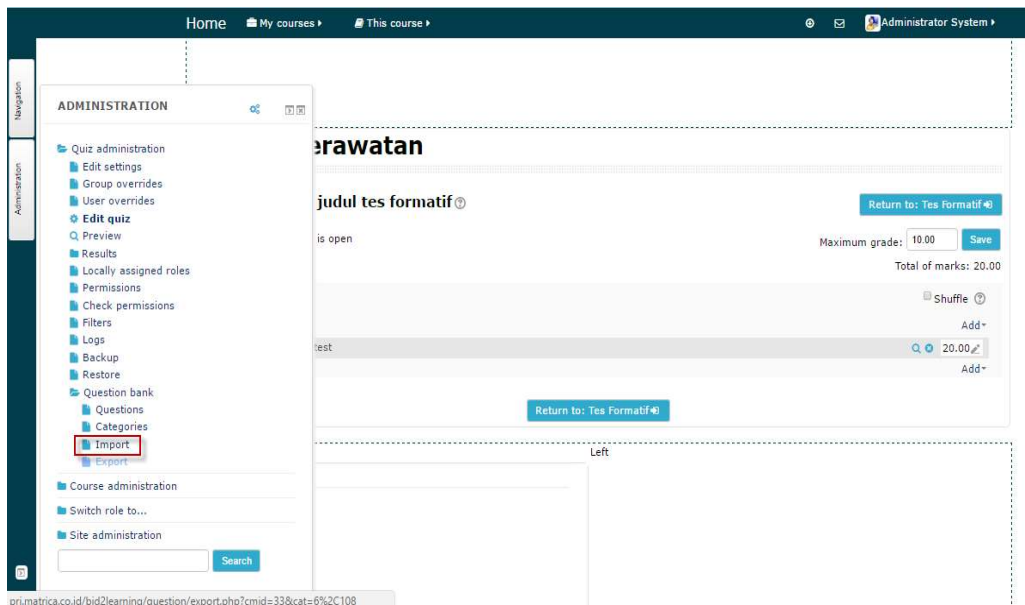 Home My courses This course Administrator System
Navigation
Administration
ADMINISTRATION
Quiz administration
Edit settings
Group overrides
User overrides
Edit quiz
Preview
Results
Locally assigned roles
Permissions
Check permissions
Filters
Logs
Backup
Restore
Question bank
Questions
Categories
Import
Export
Course administration
Switch role to...
Site administration
Search
erawatan
judul tes formatif
Return to: Tes Formatif
is open
Maximum grade: 10.00 Save
Total of marks: 20.00
Shuffle
Add
test 20.00
Add
Return to: Tes Formatif
Left
pri.matrica.co.id/bid2learning/question/export.php?cmid=33&cat=6%2C108